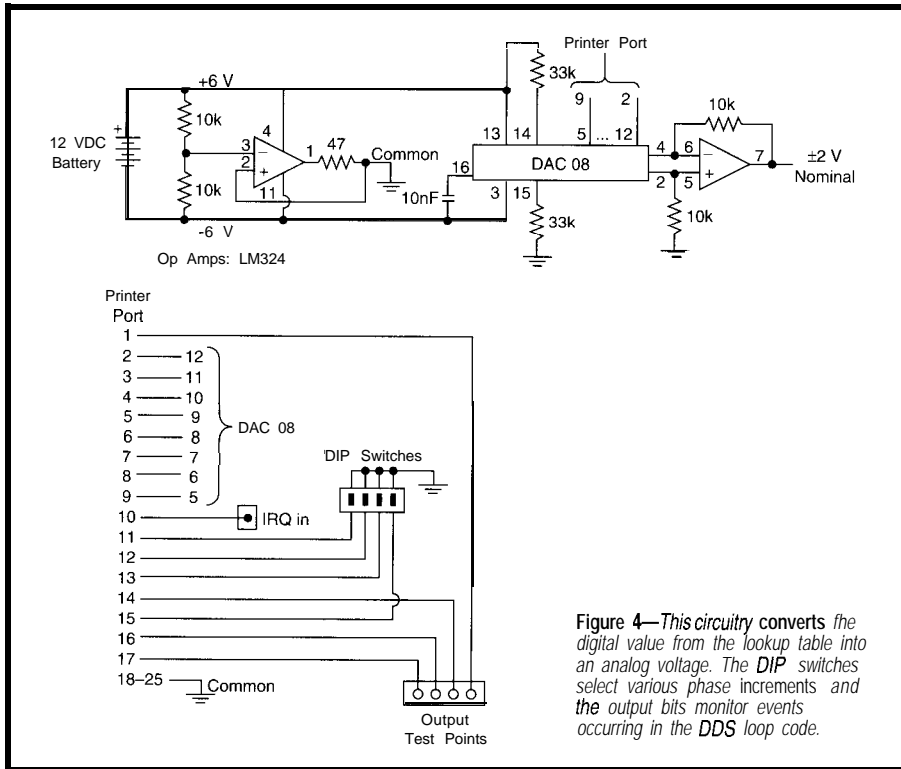 Printer Port
+6 V
33k
9 2
10k
10k
4
13 14
5 ... 12
12 VDC
Battery
+
3
−
2
+
1
47
Common
16
DAC 08
4
6
−
7
±2 V
Nominal
2
5
+
10k
11
10nF
3 15
33k
10k
-6 V
Op Amps: LM324
Printer
Port
1
2 12
3 11
4 10
5 9
6 8
7 7
8 6
9 5
DAC 08
DIP Switches
10
IRQ in
11
12
13
14
15
16
17
18–25
Common
Output
Test Points
Figure 4—This circuitry converts fhe
digital value from the lookup table into
an analog voltage. The DIP switches
select various phase increments and
the output bits monitor events
occurring in the DDS loop code.